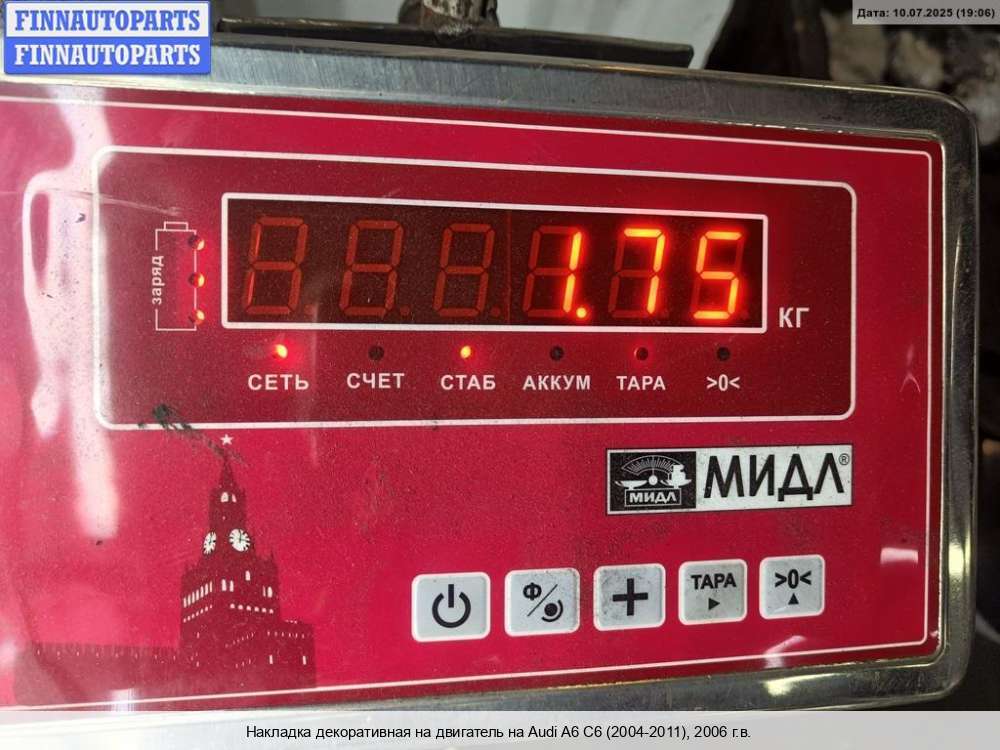 FINNAUTOPARTS
FINNAUTOPARTS
Дата: 10.07.2025 (19:06)
заряд
1.75
КГ
СЕТЬ СЧЕТ СТАБ АККУМ ТАРА >0<
МИДЛ МИДЛ®
Ф ТАРА >0<
Накладка декоративная на двигатель на Audi A6 C6 (2004-2011), 2006 г.в.